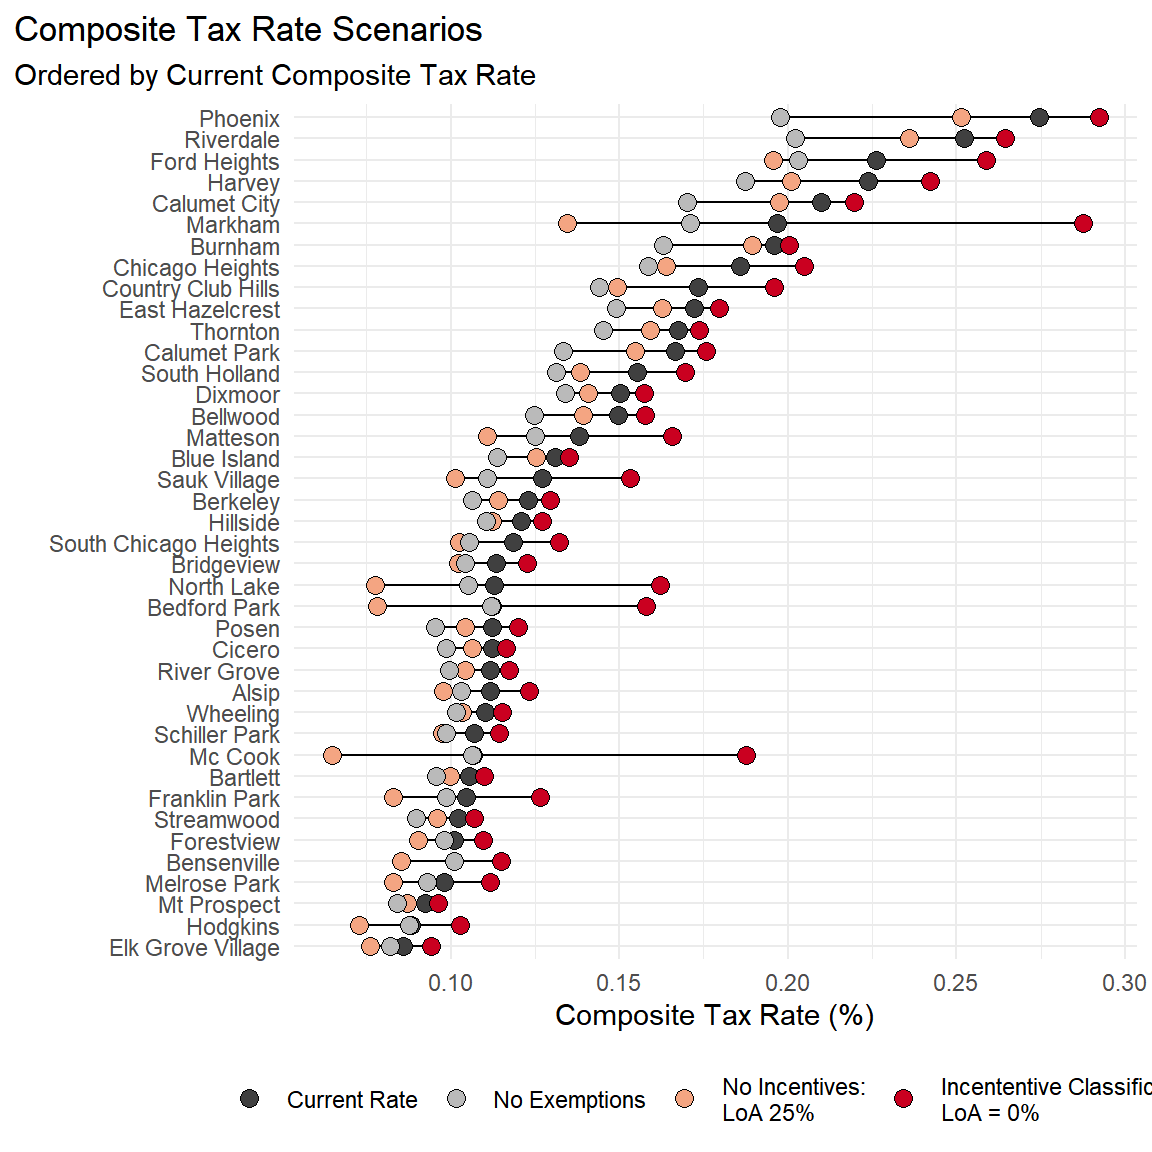 Composite Tax Rate Scenarios
Ordered by Current Composite Tax Rate
Phoenix
Riverdale
Ford Heights
Harvey
Calumet City
Markham
Burnham
Chicago Heights
Country Club Hills
East Hazelcrest
Thornton
Calumet Park
South Holland
Dixmoor
Bellwood
Matteson
Blue Island
Sauk Village
Berkeley
Hillside
South Chicago Heights
Bridgeview
North Lake
Bedford Park
Posen
Cicero
River Grove
Alsip
Wheeling
Schiller Park
Mc Cook
Bartlett
Franklin Park
Streamwood
Forestview
Bensenville
Melrose Park
Mt Prospect
Hodgkins
Elk Grove Village
0.10 0.15 0.20 0.25 0.30
Composite Tax Rate (%)
Current Rate
No Exemptions
No Incentives:
LoA 25%
Incententive Classific
LoA = 0%